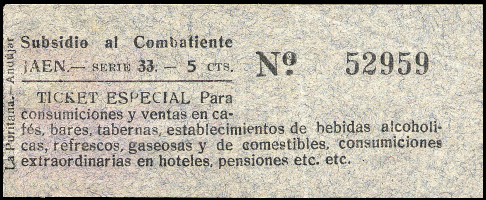 Subsidio al Combatiente
JAEN.— SERIE 33.— 5 CTS.
Nº 52959
TICKET ESPECIAL Para
consumiciones y ventas en ca-
fés, bares, tabernas, establecimientos de bebidas alcoholi-
cas, refrescos, gaseosas y de comestibles, consumiciones
extraordinarias en hoteles, pensiones etc. etc.
La Puritana.- Andújar